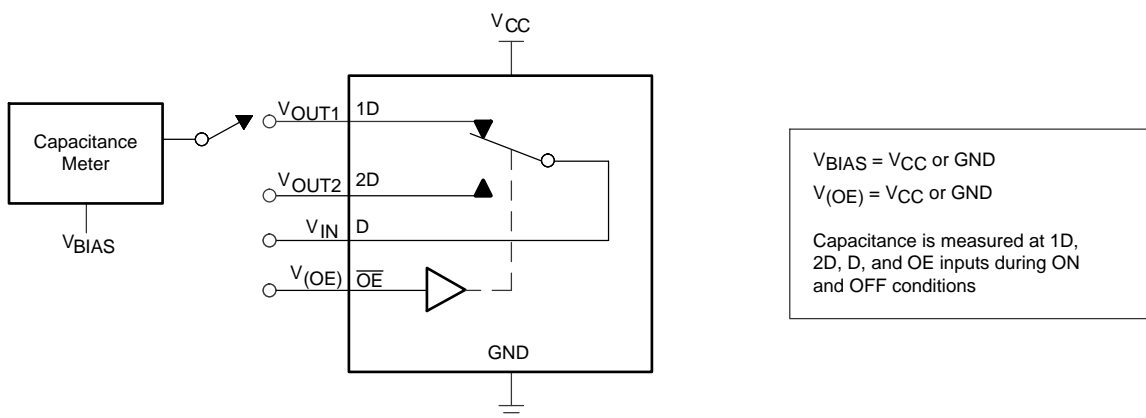 VCC
VOUT1 1D
Capacitance
Meter
VBIAS = VCC or GND
V(OE) = VCC or GND
VOUT2 2D
VIN D
VBIAS
Capacitance is measured at 1D,
2D, D, and OE inputs during ON
and OFF conditions
V(OE) OE
GND